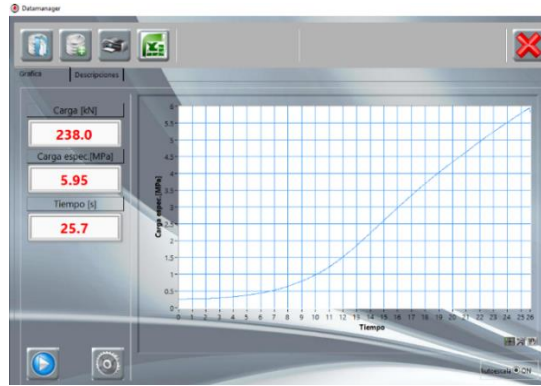 Datamanager
Grafica
Descripciones
Carga [kN]
238.0
Carga espec.[MPa]
5.95
Tiempo [s]
25.7
Carga espec.[MPa]
6
5.5
5
4.5
4
3.5
3
2.5
2
1.5
1
0.5
0
0 1 2 3 4 5 6 7 8 9 10 11 12 13 14 15 16 17 18 19 20 21 22 23 24 25 26
Tiempo
Autoescala ON